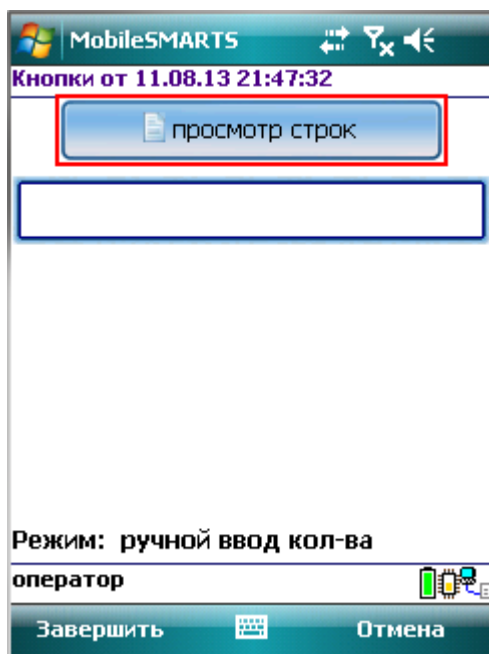 MobileSMARTS
Кнопки от 11.08.13 21:47:32
просмотр строк
Режим: ручной ввод кол-ва
оператор
Завершить Отмена